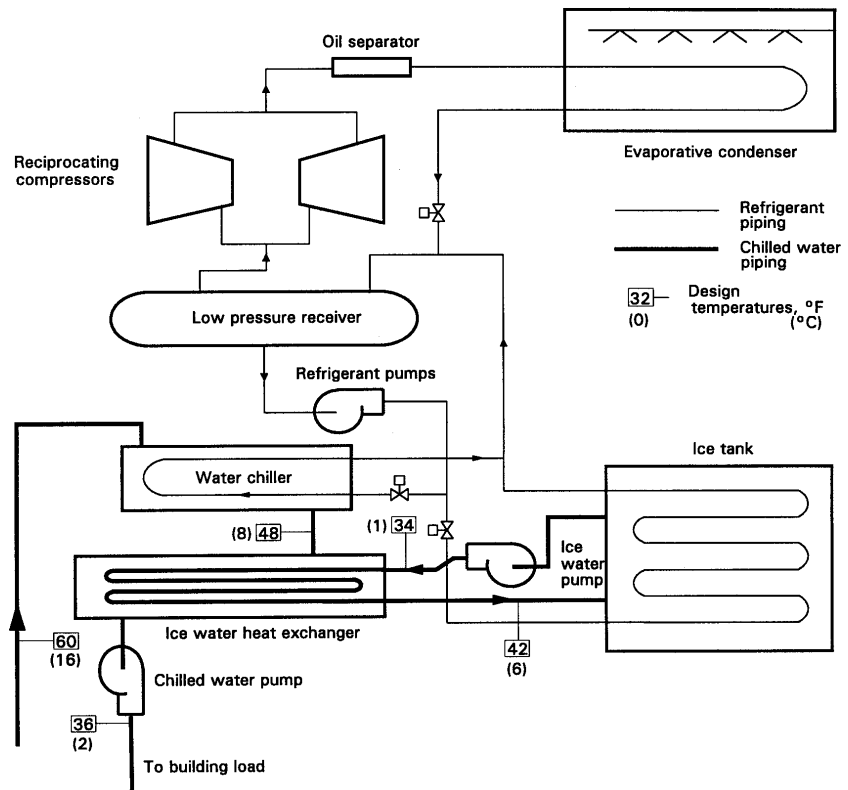 Oil separator
Reciprocating
compressors
Evaporative condenser
Refrigerant
piping
Chilled water
piping
32
(0)
Design
temperatures, °F
(°C)
Low pressure receiver
Refrigerant pumps
Water chiller
Ice tank
(8) 48
(1) 34
Ice
water
pump
Ice water heat exchanger
42
(6)
60
(16)
Chilled water pump
36
(2)
To building load